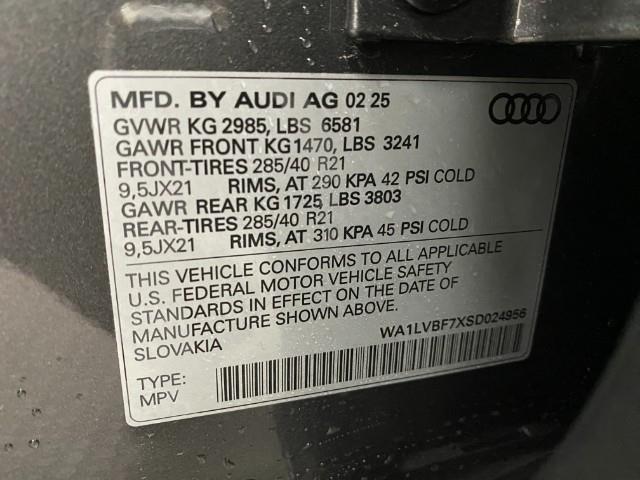 MFD. BY AUDI AG 02 25
GVWR KG 2985, LBS 6581
GAWR FRONT KG1470, LBS 3241
FRONT-TIRES 285/40 R21
9,5JX21 RIMS, AT 290 KPA 42 PSI COLD
GAWR REAR KG 1725, LBS 3803
REAR-TIRES 285/40 R21
9,5JX21 RIMS, AT 310 KPA 45 PSI COLD
THIS VEHICLE CONFORMS TO ALL APPLICABLE
U.S. FEDERAL MOTOR VEHICLE SAFETY
STANDARDS IN EFFECT ON THE DATE OF
MANUFACTURE SHOWN ABOVE.
SLOVAKIA WA1LVBF7XSD024956
TYPE:
MPV